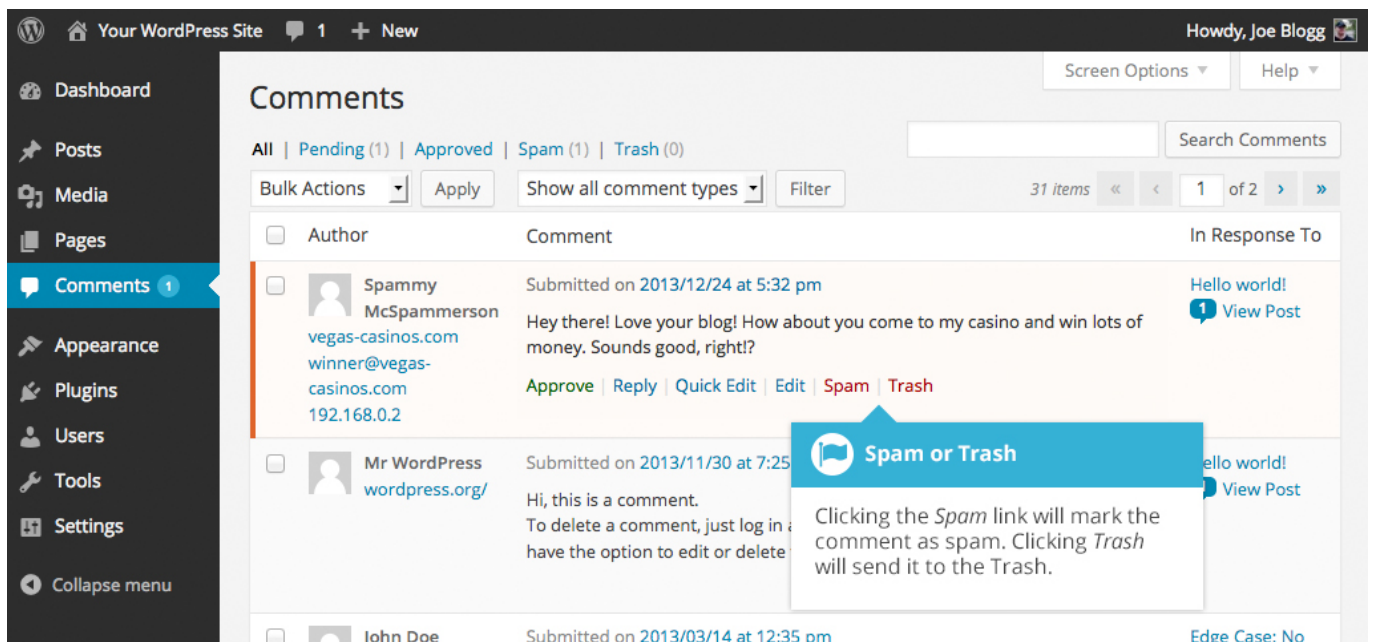 Your WordPress Site 1 + New Howdy, Joe Blogg
Screen Options Help
Dashboard
Posts
Media
Pages
Comments 1
Appearance
Plugins
Users
Tools
Settings
Collapse menu
Comments
All | Pending (1) | Approved | Spam (1) | Trash (0)
Search Comments
Bulk Actions Apply Show all comment types Filter 31 items « ‹ 1 of 2 › »
Author Comment In Response To
Spammy
McSpammerson
vegas-casinos.com
winner@vegas-
casinos.com
192.168.0.2
Submitted on 2013/12/24 at 5:32 pm
Hey there! Love your blog! How about you come to my casino and win lots of
money. Sounds good, right!?
Approve | Reply | Quick Edit | Edit | Spam | Trash
Hello world!
1 View Post
Mr WordPress
wordpress.org/
Submitted on 2013/11/30 at 7:25
Hi, this is a comment.
To delete a comment, just log in
have the option to edit or delete
ello world!
View Post
Spam or Trash
Clicking the Spam link will mark the
comment as spam. Clicking Trash
will send it to the Trash.
John Doe
Submitted on 2013/03/14 at 12:35 pm
Edge Case: No